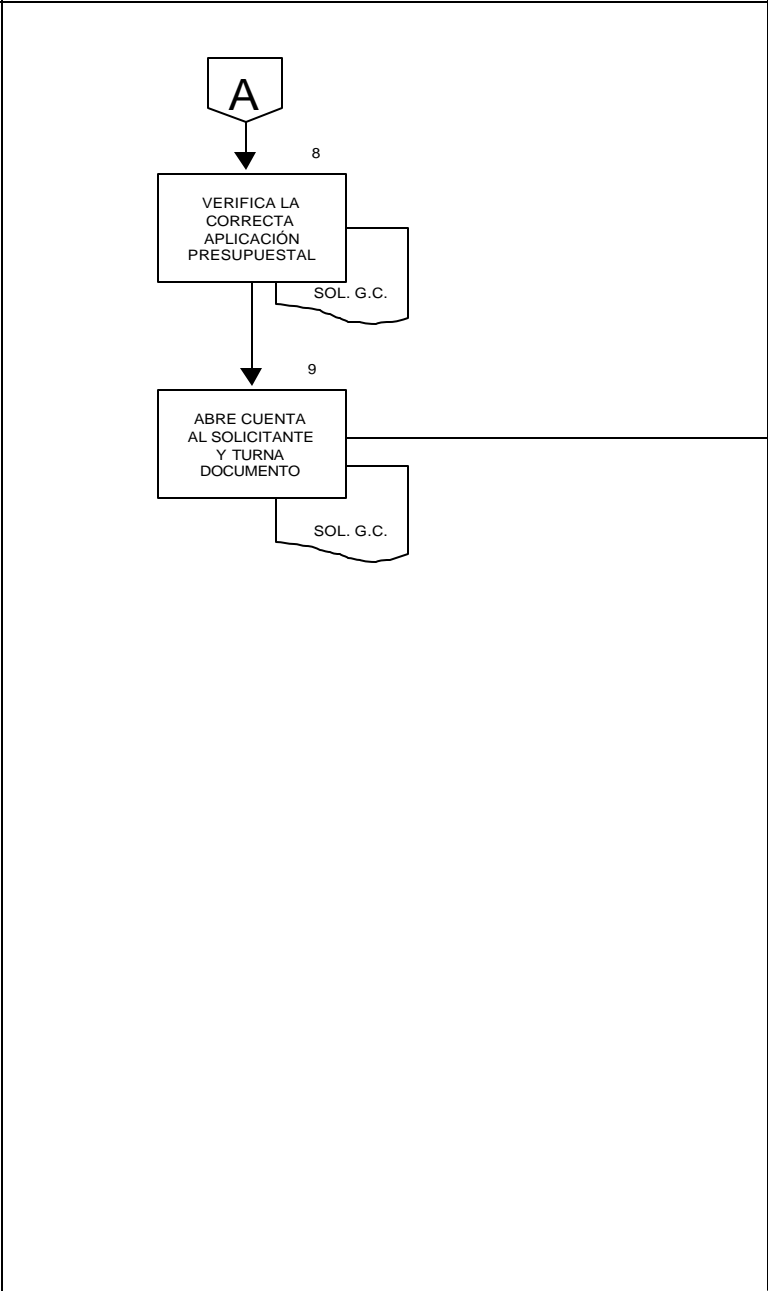 A
8
VERIFICA LA
CORRECTA
APLICACIÓN
PRESUPUESTAL
SOL. G.C.
9
ABRE CUENTA
AL SOLICITANTE
Y TURNA
DOCUMENTO
SOL. G.C.